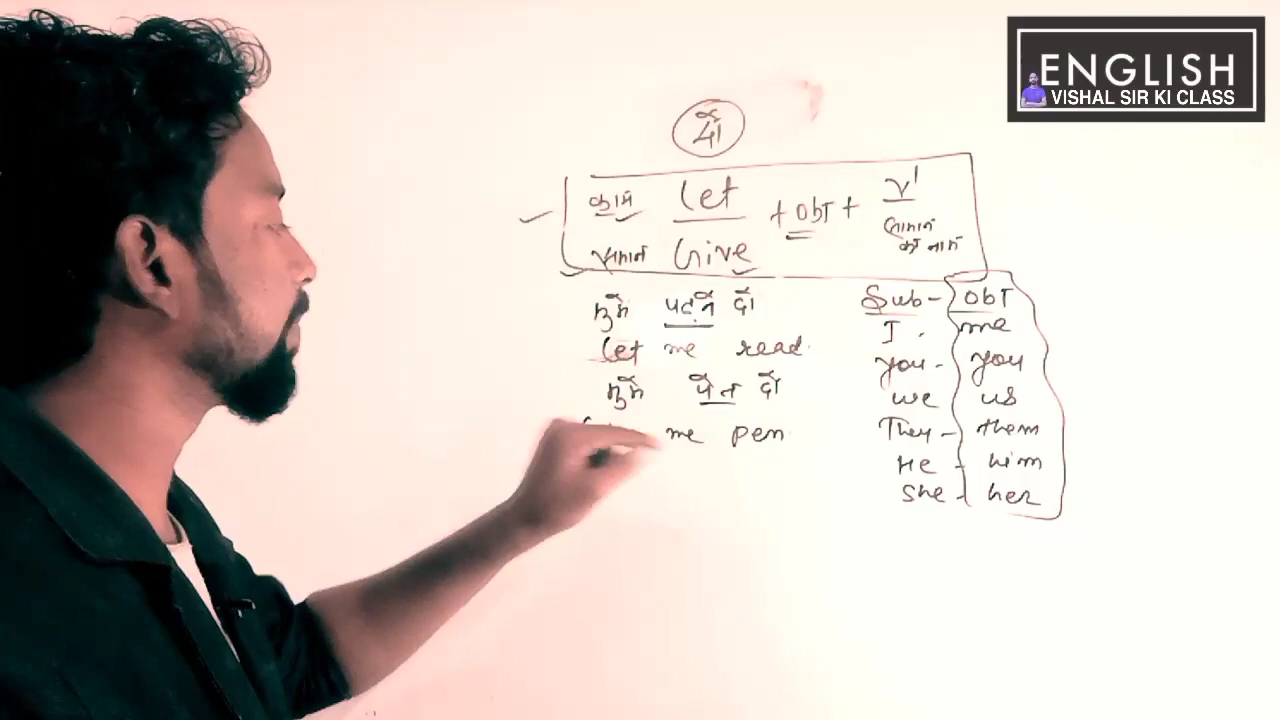 ENGLISH
VISHAL SIR KI CLASS
दो
काम Let + obJ + V¹
सामान Give सामान का नाम
मुझे पढ़ने दो
Let me read.
मुझे पेन दो
me pen.
Sub - obJ
I - me
you - you
we us
They - them
He - him
she - her